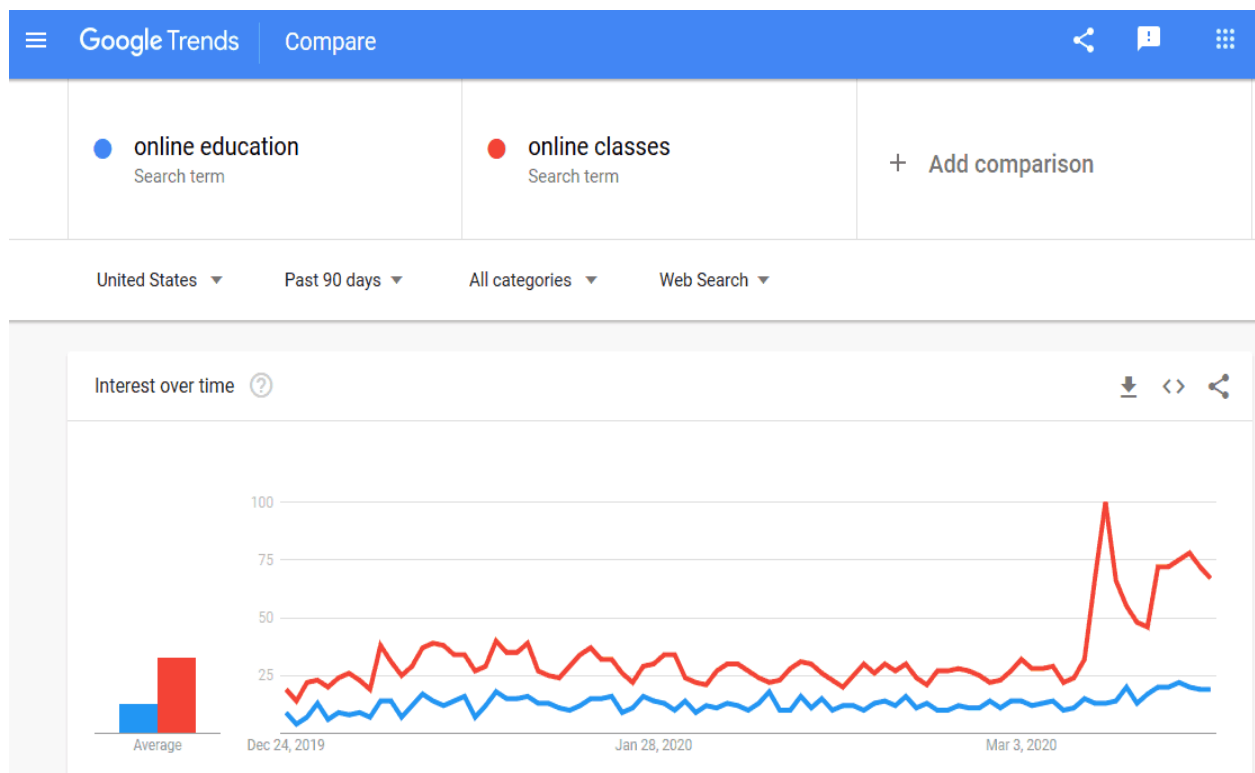 Google Trends Compare
online education
Search term
online classes
Search term
+ Add comparison
United States Past 90 days All categories Web Search
Interest over time ?
100
75
50
25
Average
Dec 24, 2019 Jan 28, 2020 Mar 3, 2020